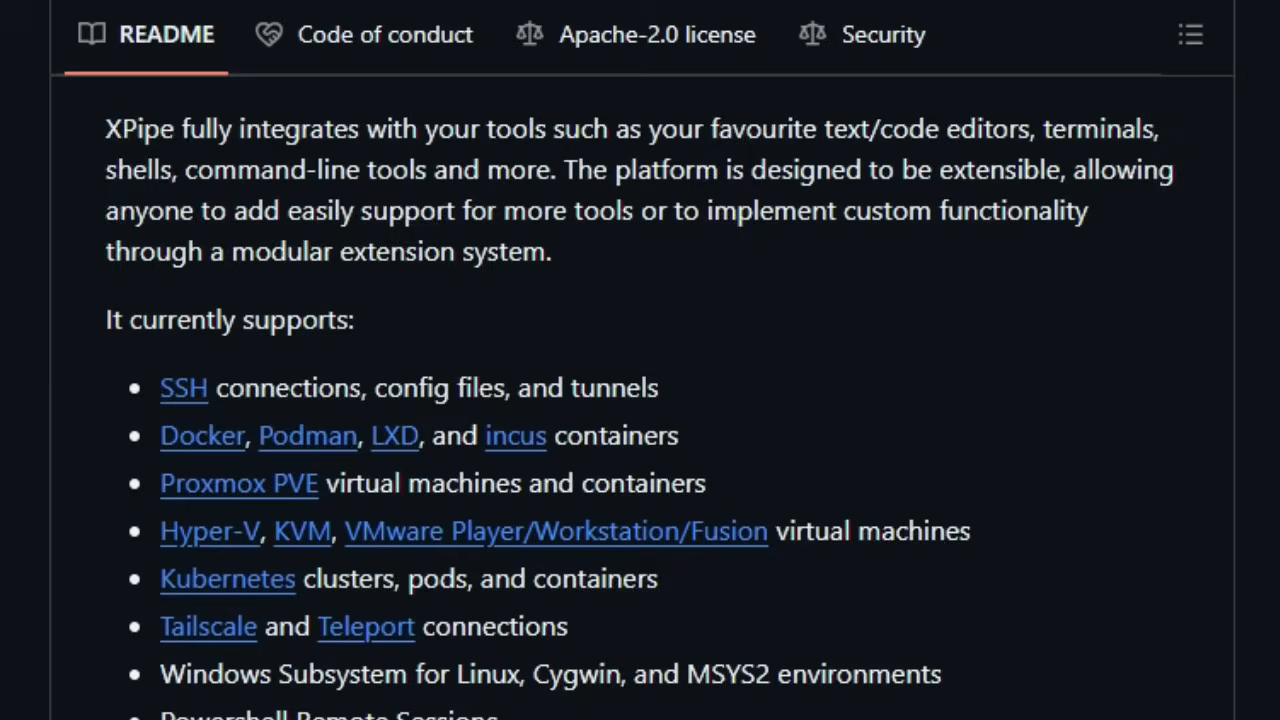 README Code of conduct Apache-2.0 license Security
XPipe fully integrates with your tools such as your favourite text/code editors, terminals,
shells, command-line tools and more. The platform is designed to be extensible, allowing
anyone to add easily support for more tools or to implement custom functionality
through a modular extension system.
It currently supports:
SSH connections, config files, and tunnels
Docker, Podman, LXD, and incus containers
Proxmox PVE virtual machines and containers
Hyper-V, KVM, VMware Player/Workstation/Fusion virtual machines
Kubernetes clusters, pods, and containers
Tailscale and Teleport connections
Windows Subsystem for Linux, Cygwin, and MSYS2 environments
Powershell Remote Sessions